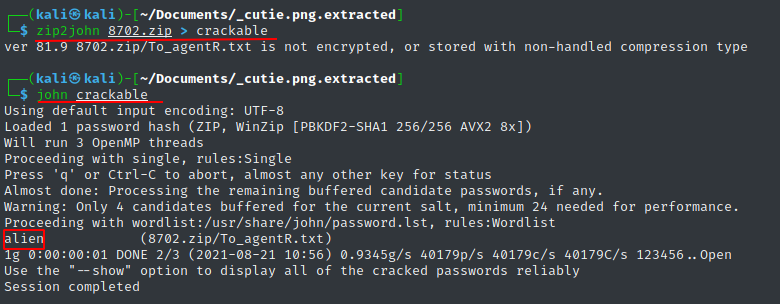 ┌──(kali㉿kali)-[~/Documents/_cutie.png.extracted]
└─$ zip2john 8702.zip > crackable
ver 81.9 8702.zip/To_agentR.txt is not encrypted, or stored with non-handled compression type
┌──(kali㉿kali)-[~/Documents/_cutie.png.extracted]
└─$ john crackable
Using default input encoding: UTF-8
Loaded 1 password hash (ZIP, WinZip [PBKDF2-SHA1 256/256 AVX2 8x])
Will run 3 OpenMP threads
Proceeding with single, rules:Single
Press 'q' or Ctrl-C to abort, almost any other key for status
Almost done: Processing the remaining buffered candidate passwords, if any.
Warning: Only 4 candidates buffered for the current salt, minimum 24 needed for performance.
Proceeding with wordlist:/usr/share/john/password.lst, rules:Wordlist
alien (8702.zip/To_agentR.txt)
1g 0:00:00:01 DONE 2/3 (2021-08-21 10:56) 0.9345g/s 40179p/s 40179c/s 40179C/s 123456..Open
Use the "--show" option to display all of the cracked passwords reliably
Session completed